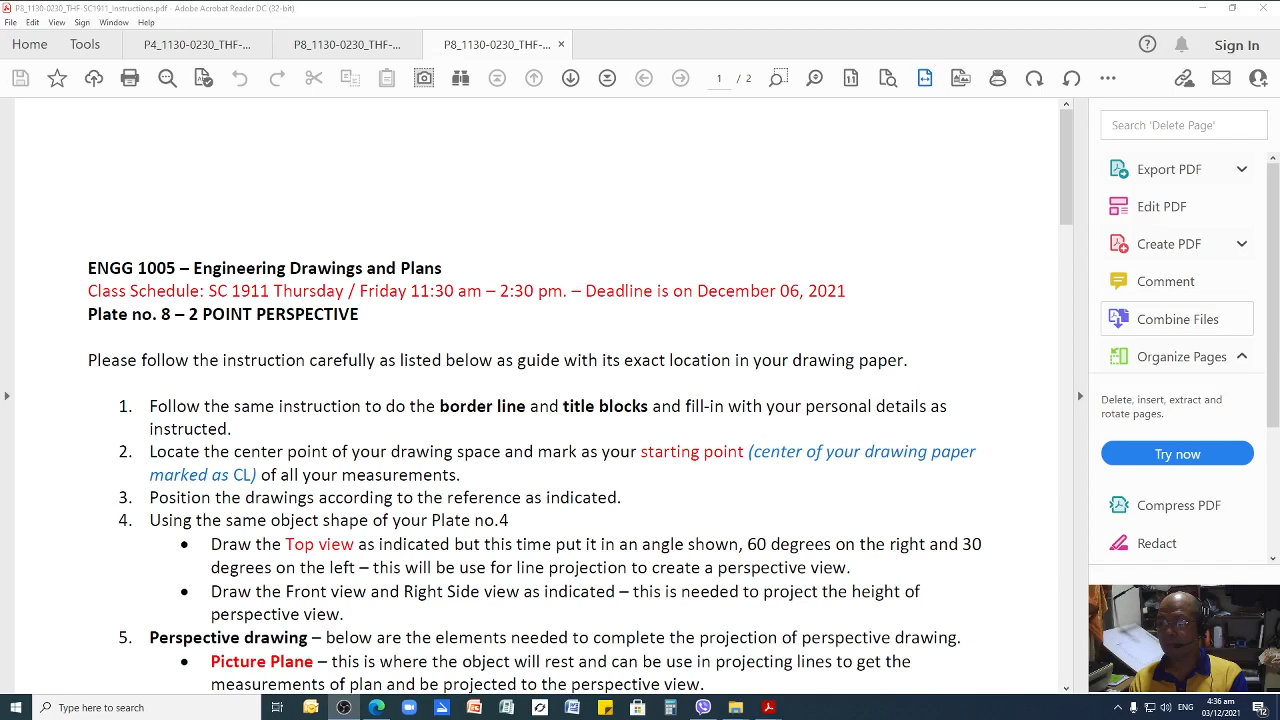 P8_1130-0230_THF-SC1911_Instructions.pdf - Adobe Acrobat Reader DC (32-bit)
File Edit View Sign Window Help
Home Tools P4_1130-0230_THF-... P8_1130-0230_THF-... P8_1130-0230_THF-... × Sign In
1 / 2
Search 'Delete Page'
Export PDF
Edit PDF
Create PDF
Comment
Combine Files
Organize Pages
Delete, insert, extract and
rotate pages.
Try now
Compress PDF
Redact
ENGG 1005 – Engineering Drawings and Plans
Class Schedule: SC 1911 Thursday / Friday 11:30 am – 2:30 pm. – Deadline is on December 06, 2021
Plate no. 8 – 2 POINT PERSPECTIVE
Please follow the instruction carefully as listed below as guide with its exact location in your drawing paper.
1. Follow the same instruction to do the border line and title blocks and fill-in with your personal details as
instructed.
2. Locate the center point of your drawing space and mark as your starting point (center of your drawing paper
marked as CL) of all your measurements.
3. Position the drawings according to the reference as indicated.
4. Using the same object shape of your Plate no.4
• Draw the Top view as indicated but this time put it in an angle shown, 60 degrees on the right and 30
degrees on the left – this will be use for line projection to create a perspective view.
• Draw the Front view and Right Side view as indicated – this is needed to project the height of
perspective view.
5. Perspective drawing – below are the elements needed to complete the projection of perspective drawing.
• Picture Plane – this is where the object will rest and can be use in projecting lines to get the
measurements of plan and be projected to the perspective view.
Type here to search
ENG
4:36 am
03/12/2021
12